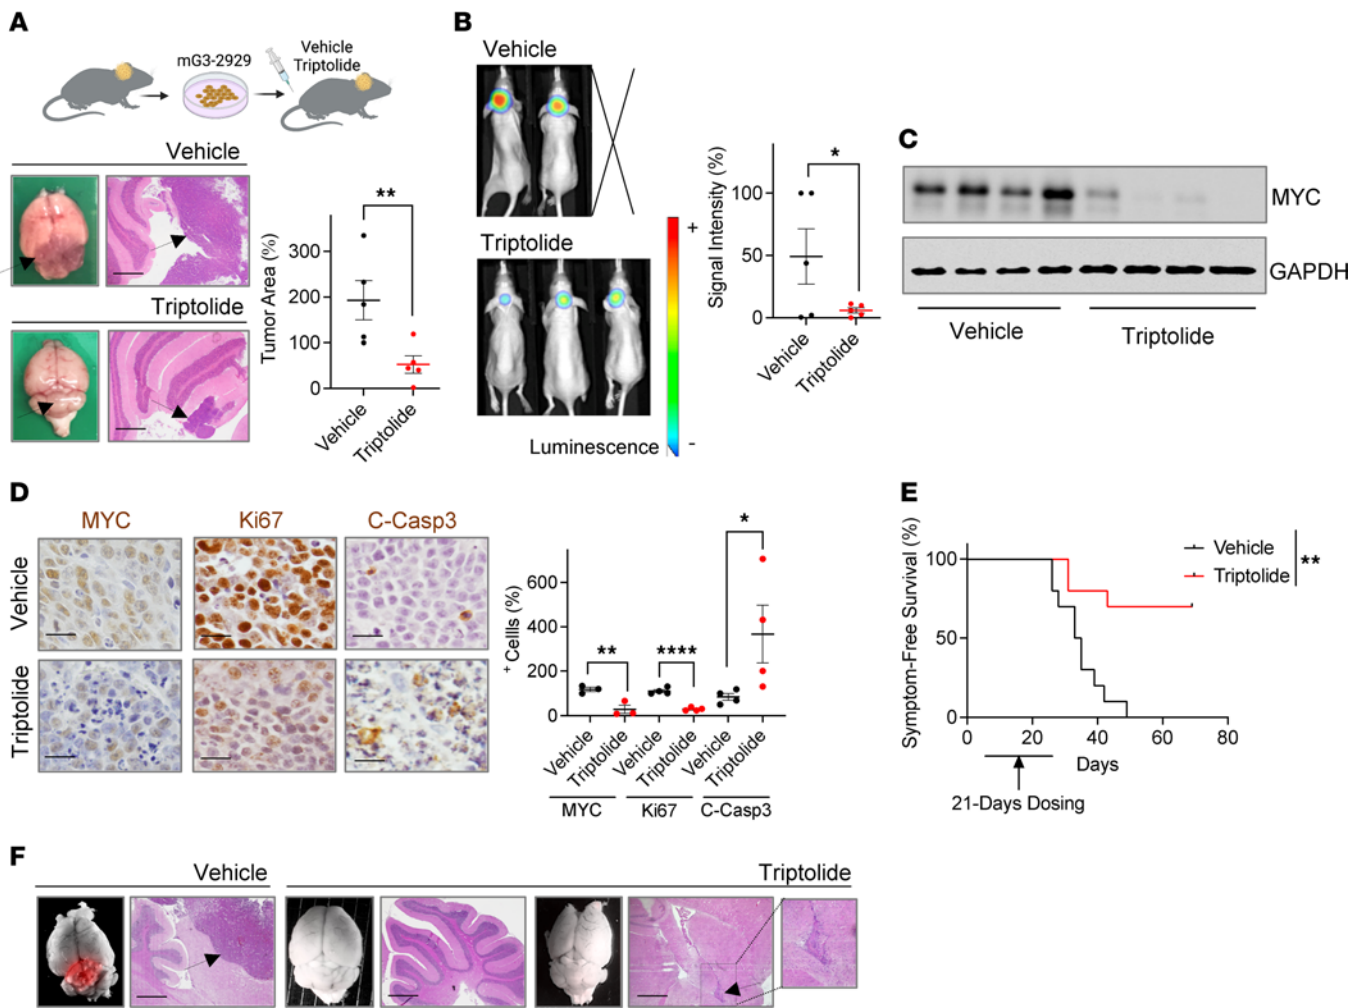 A
mG3-2929
Vehicle
Triptolide
Vehicle
Triptolide
Tumor Area (%)
300
200
100
0
**
Vehicle
Triptolide
B
Vehicle
Triptolide
Luminescence
+
-
Signal Intensity (%)
100
50
0
*
Vehicle
Triptolide
C
MYC
GAPDH
Vehicle
Triptolide
D
MYC
Ki67
C-Casp3
Vehicle
Triptolide
+ Cellls (%)
600
400
200
0
**
****
*
Vehicle
Triptolide
Vehicle
Triptolide
Vehicle
Triptolide
MYC
Ki67
C-Casp3
E
Symptom-Free Survival (%)
100
50
0
0
20
40
60
80
Days
21-Days Dosing
Vehicle
Triptolide
**
F
Vehicle
Triptolide